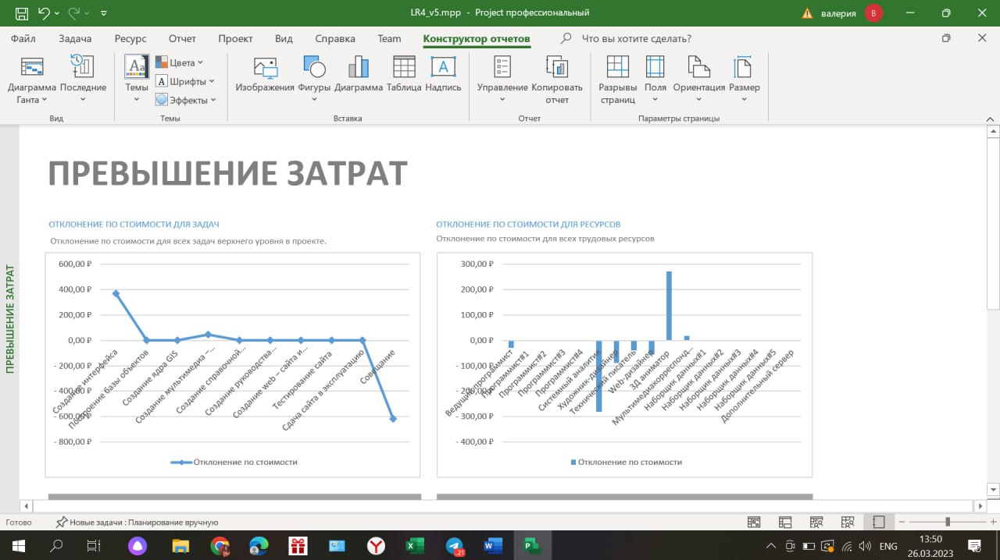 LR4_v5.mpp - Project профессиональный
валерия В
Файл Задача Ресурс Отчет Проект Вид Справка Team Конструктор отчетов Что вы хотите сделать?
Диаграмма Ганта
Последние
Вид
Темы
Цвета
Шрифты
Эффекты
Темы
Изображения
Фигуры
Диаграмма
Таблица
Надпись
Вставка
Управление
Копировать отчет
Отчет
Разрывы страниц
Поля
Ориентация
Размер
Параметры страницы
ПРЕВЫШЕНИЕ ЗАТРАТ
ПРЕВЫШЕНИЕ ЗАТРАТ
ОТКЛОНЕНИЕ ПО СТОИМОСТИ ДЛЯ ЗАДАЧ
Отклонение по стоимости для всех задач верхнего уровня в проекте.
600,00 ₽
400,00 ₽
200,00 ₽
0,00 ₽
- 200,00 ₽
- 400,00 ₽
- 600,00 ₽
- 800,00 ₽
Создание интерфейса
Построение базы объектов
Создание ядра GIS
Создание мультимедиа –...
Создание справочной...
Создание руководства...
Создание web – сайта и...
Тестирование сайта
Сдача сайта в эксплуатацию
Совещание
Отклонение по стоимости
ОТКЛОНЕНИЕ ПО СТОИМОСТИ ДЛЯ РЕСУРСОВ
Отклонение по стоимости для всех трудовых ресурсов
300,00 ₽
200,00 ₽
100,00 ₽
0,00 ₽
- 100,00 ₽
- 200,00 ₽
- 300,00 ₽
- 400,00 ₽
Ведущий программист
Программист#1
Программист#2
Программист#3
Программист#4
Системный аналитик
Художник-дизайнер
Технический писатель
Web-дизайнер
3Д аниматор
Мультимедиакорреспонд...
Наборщик данных#1
Наборщик данных#2
Наборщик данных#3
Наборщик данных#4
Наборщик данных#5
Дополнительный сервер
Отклонение по стоимости
Готово
Новые задачи : Планирование вручную
21
ENG
13:50
26.03.2023